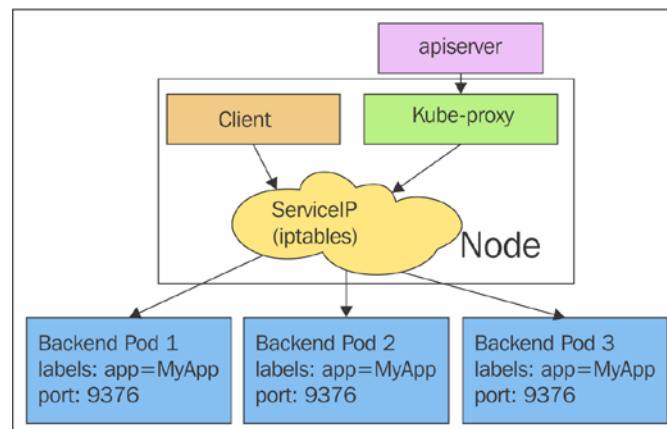 apiserver
Client
Kube-proxy
ServiceIP
(iptables)
Node
Backend Pod 1
labels: app=MyApp
port: 9376
Backend Pod 2
labels: app=MyApp
port: 9376
Backend Pod 3
labels: app=MyApp
port: 9376